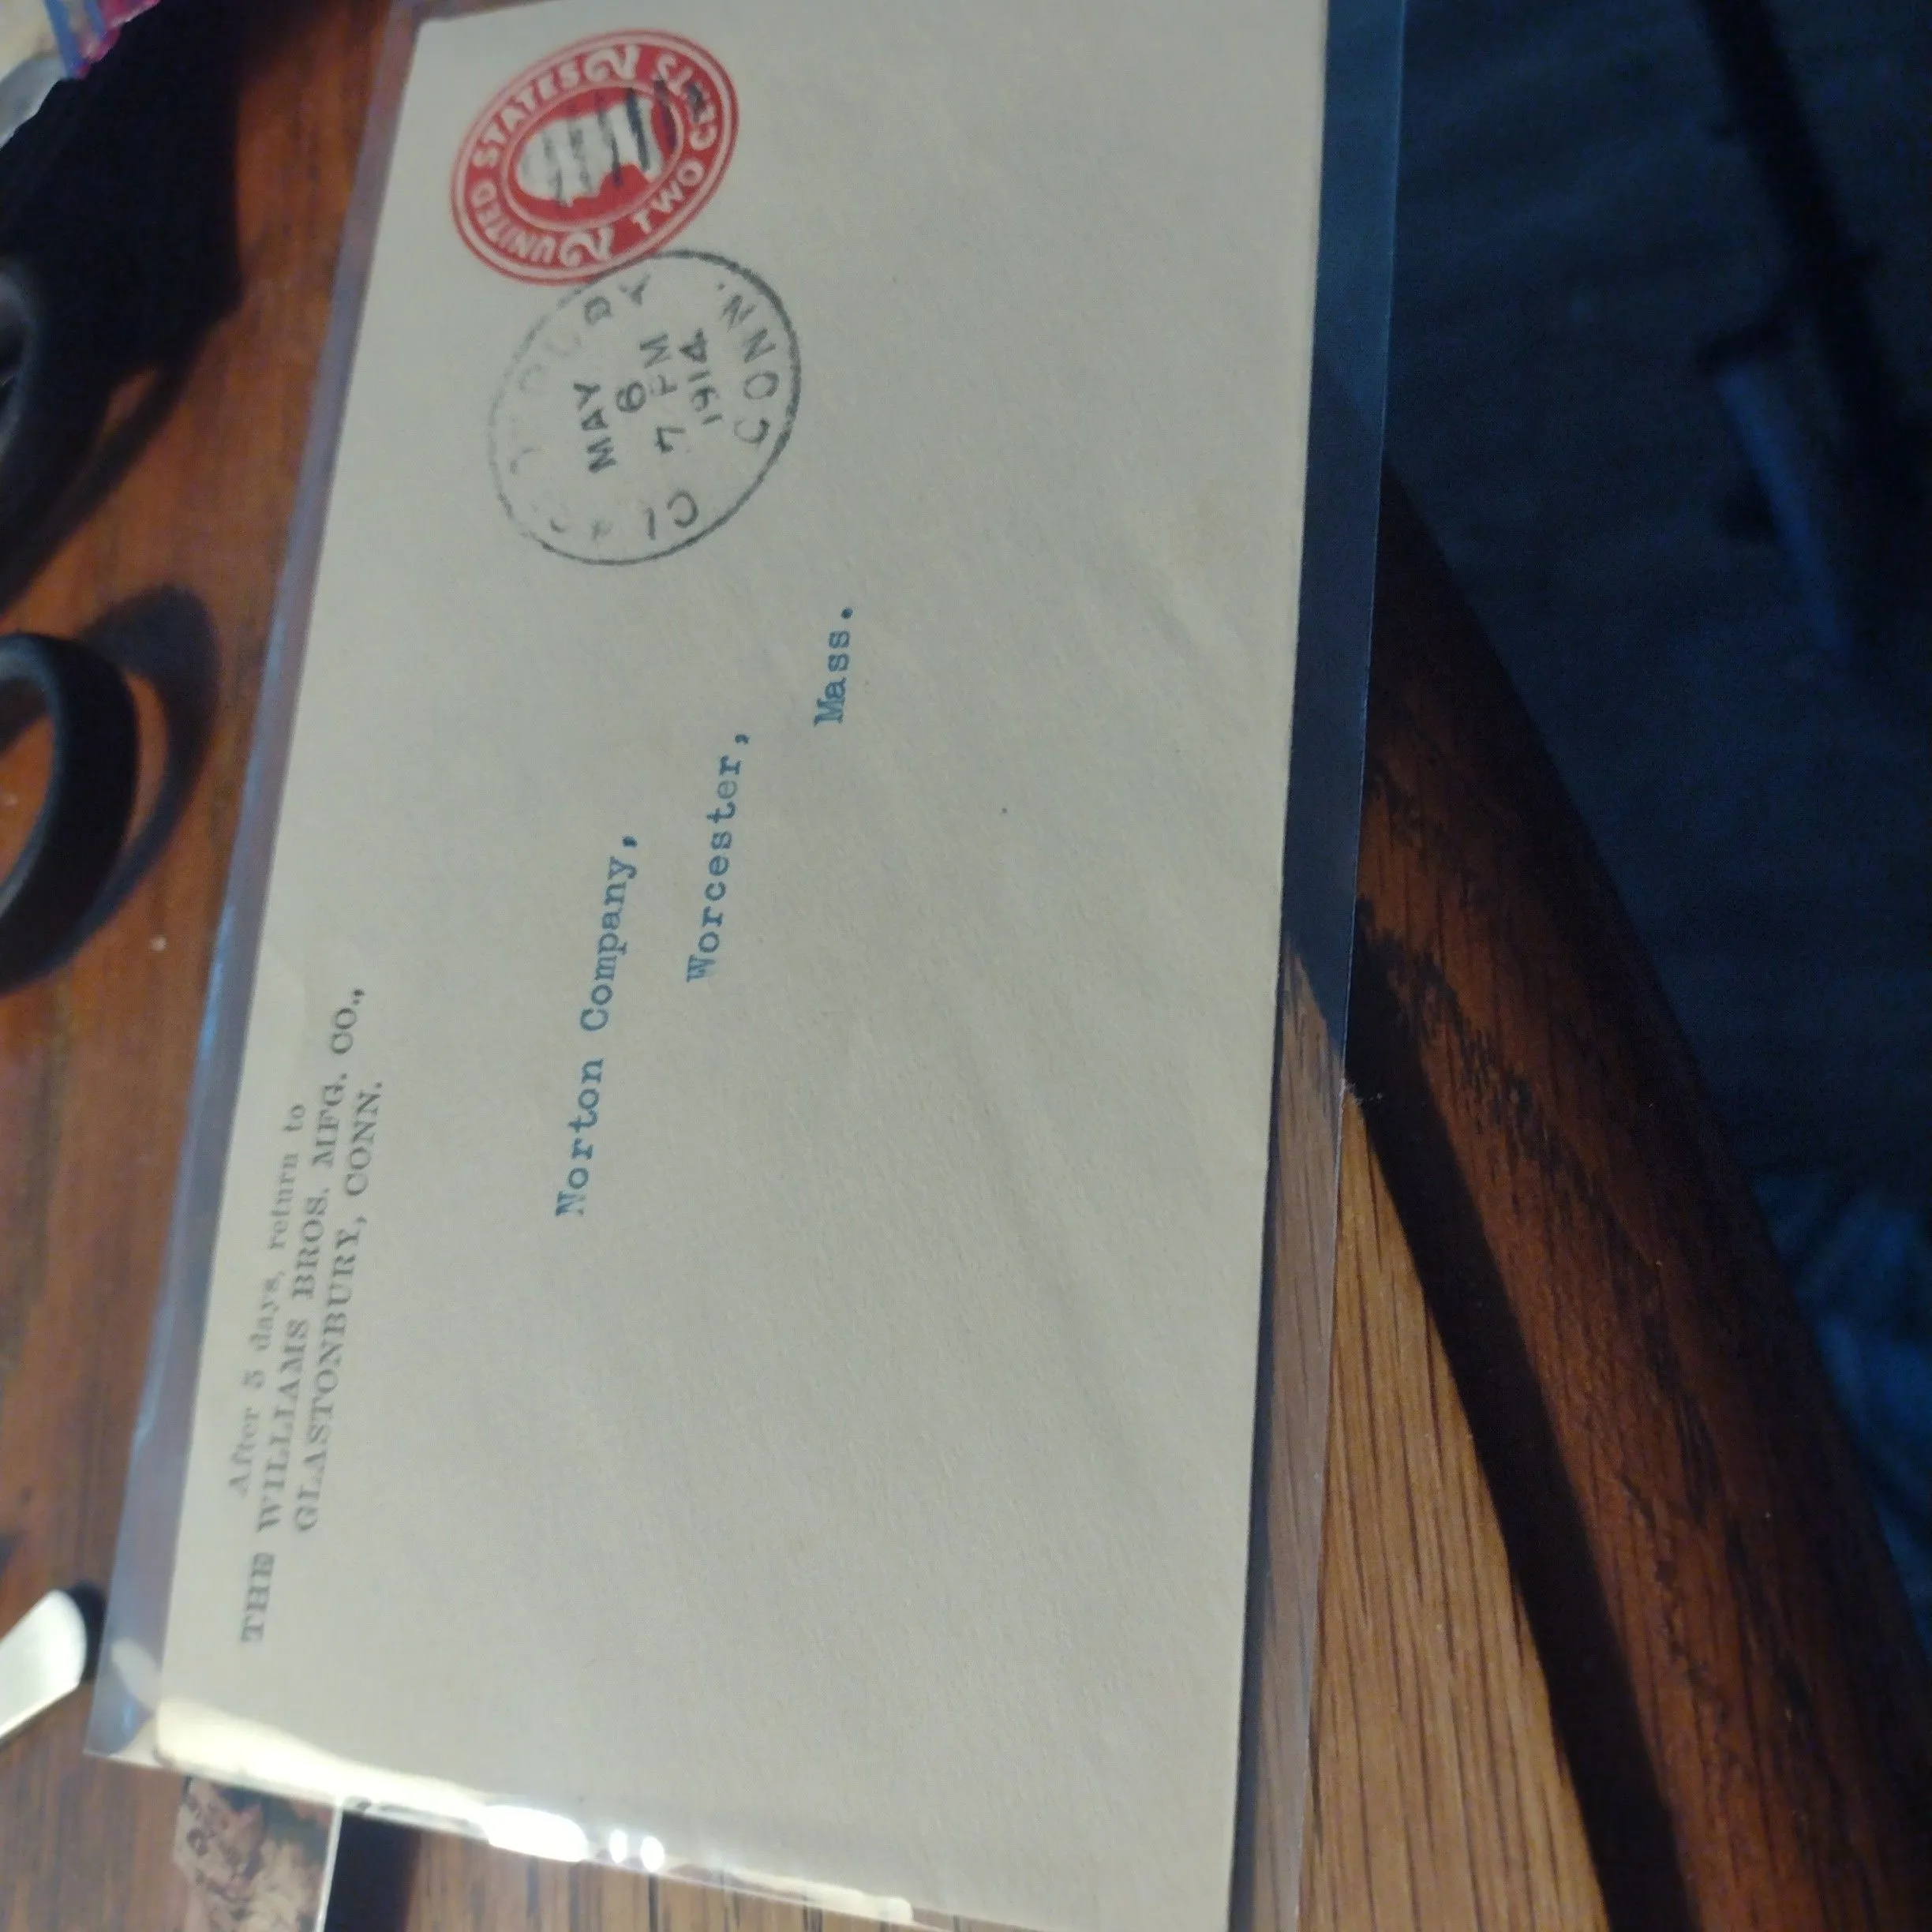 After 5 days, return to
THE WILLIAMS BROS. MFG. CO.,
GLASTONBURY, CONN.
UNITED STATES
2 2
TWO CENTS
MAY
6
7 PM
1914
CONN.
Norton Company,
Worcester,
Mass.